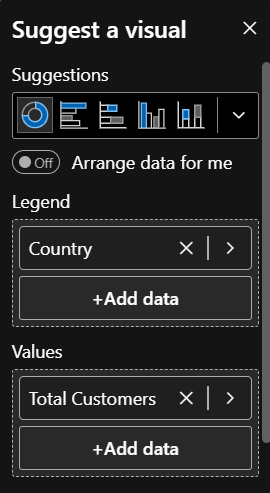 Suggest a visual
Suggestions
Off Arrange data for me
Legend
Country
+Add data
Values
Total Customers
+Add data